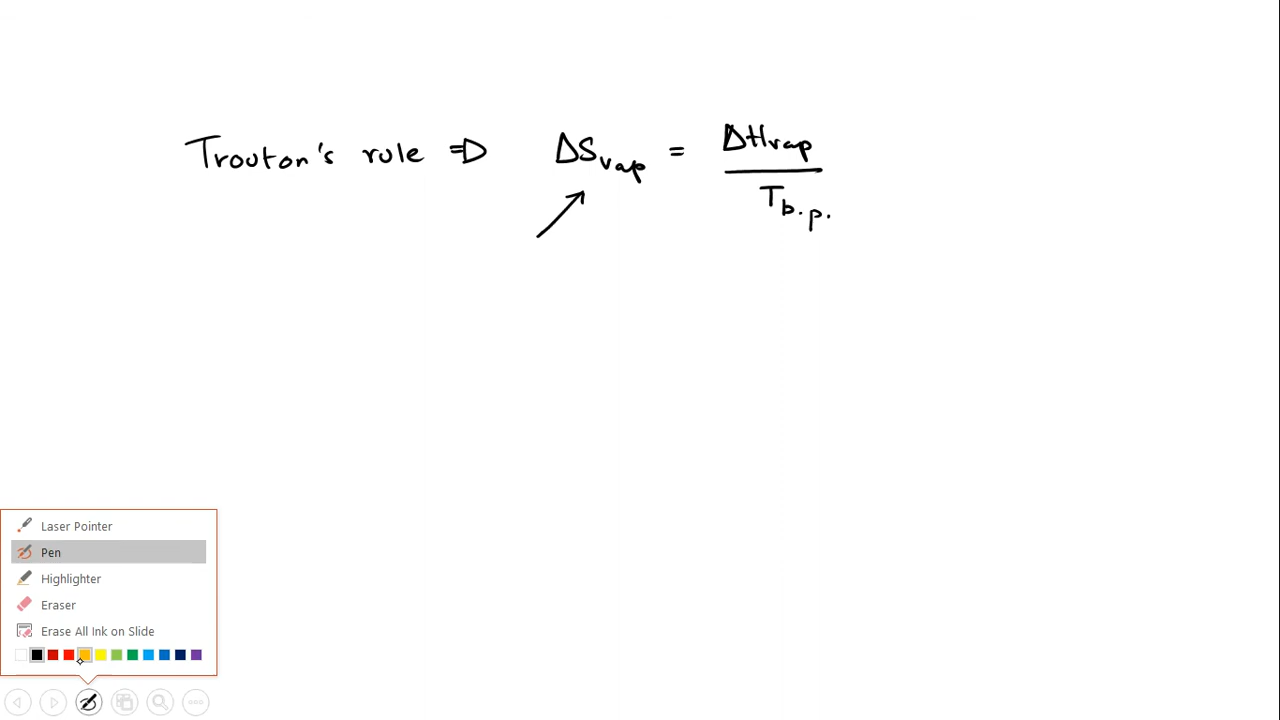 Trouton's rule ⇒ ΔSvap = ΔHvap / Tb.p.
Laser Pointer
Pen
Highlighter
Eraser
Erase All Ink on Slide